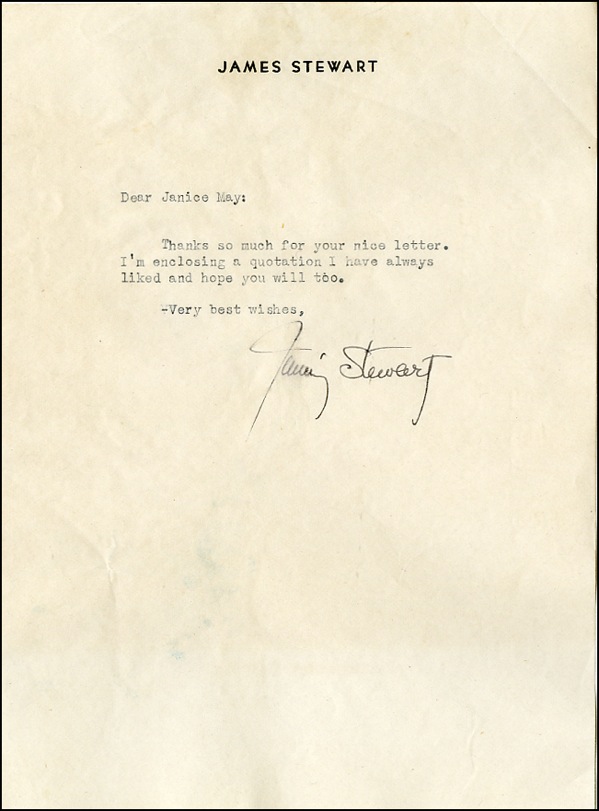 JAMES STEWART
Dear Janice May:
Thanks so much for your nice letter.
I'm enclosing a quotation I have always
liked and hope you will too.
-Very best wishes,
Jimmy Stewart